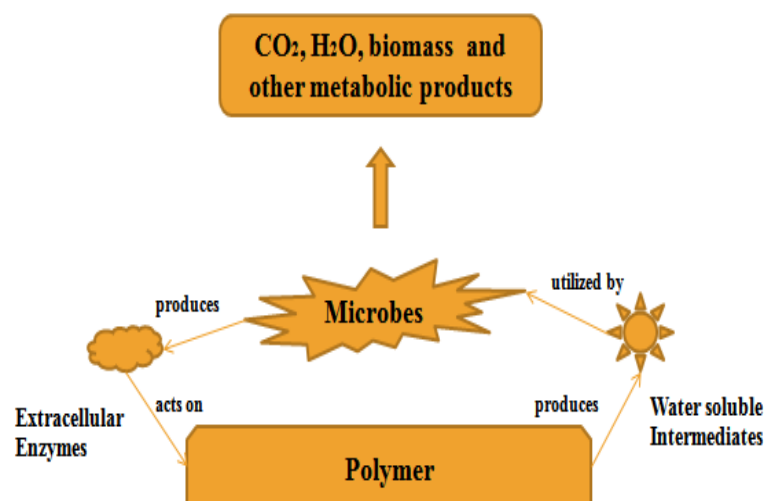 CO₂, H₂O, biomass and
other metabolic products
utilized by
produces
Microbes
Extracellular
Enzymes
acts on
produces
Water soluble
Intermediates
Polymer